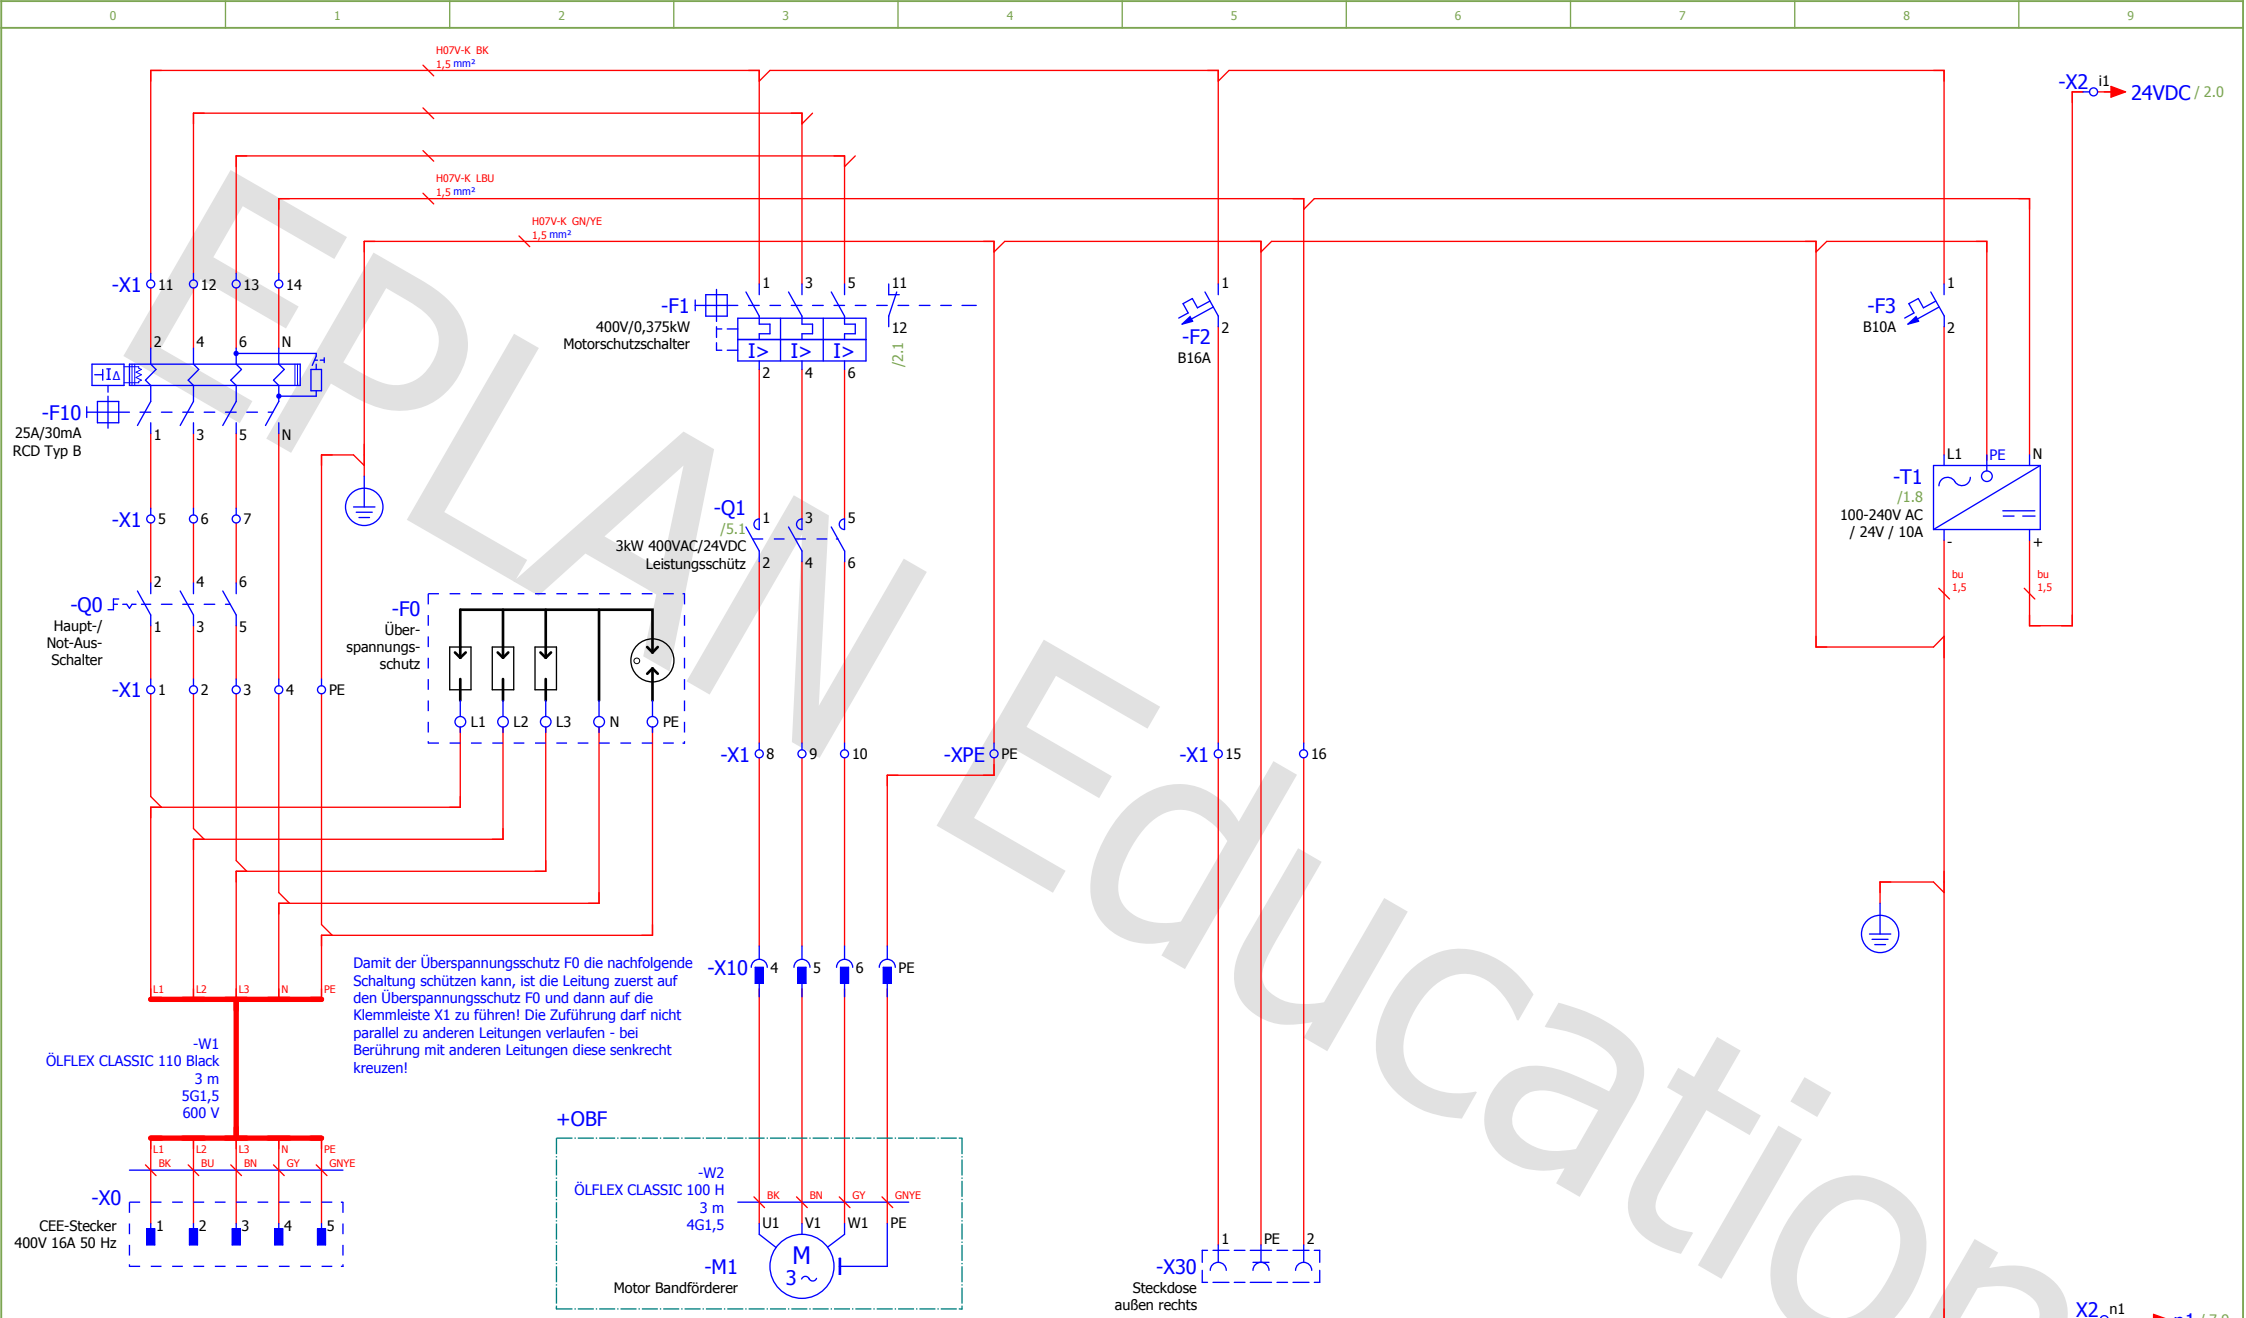 0 1 2 3 4 5 6 7 8 9
H07V-K BK
1,5 mm²
-X2 i1 24VDC / 2.0
H07V-K LBU
1,5 mm²
H07V-K GN/YE
1,5 mm²
-X1 11 12 13 14
1 3 5 11
-F1
400V/0,375kW
Motorschutzschalter
12
/2.1
I> I> I>
2 4 6
1
2
-F2
B16A
1
-F3
B10A
2
2 4 6 N
I∆
-F10
25A/30mA
RCD Typ B
1 3 5 N
L1 PE N
-T1
/1.8
100-240V AC
/ 24V / 10A
- +
bu
1,5
bu
1,5
-X1 5 6 7
-Q1
/5.1
3kW 400VAC/24VDC
Leistungsschütz
1 3 5
2 4 6
2 4 6
-Q0
Haupt-/
Not-Aus-
Schalter
1 3 5
-F0
Über-
spannungs-
schutz
L1 L2 L3 N PE
-X1 1 2 3 4 PE
-X1 8 9 10
-XPE PE
-X1 15 16
Damit der Überspannungsschutz F0 die nachfolgende
Schaltung schützen kann, ist die Leitung zuerst auf
den Überspannungsschutz F0 und dann auf die
Klemmleiste X1 zu führen! Die Zuführung darf nicht
parallel zu anderen Leitungen verlaufen - bei
Berührung mit anderen Leitungen diese senkrecht
kreuzen!
-X10 4 5 6 PE
L1 L2 L3 N PE
-W1
ÖLFLEX CLASSIC 110 Black
3 m
5G1,5
600 V
L1 L2 L3 N PE
BK BU BN GY GNYE
-X0
CEE-Stecker
400V 16A 50 Hz
1 2 3 4 5
+OBF
-W2
ÖLFLEX CLASSIC 100 H
3 m
4G1,5
BK BN GY GNYE
U1 V1 W1 PE
M
3
-M1
Motor Bandförderer
1 PE 2
-X30
Steckdose
außen rechts
X2 n1
EPLAN Education